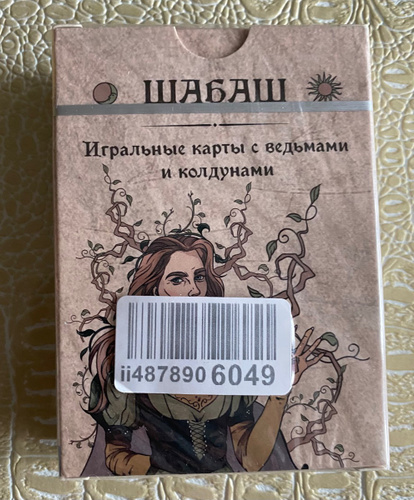 ШАБАШ
Игральные карты с ведьмами
и колдунами
ii487890 6049